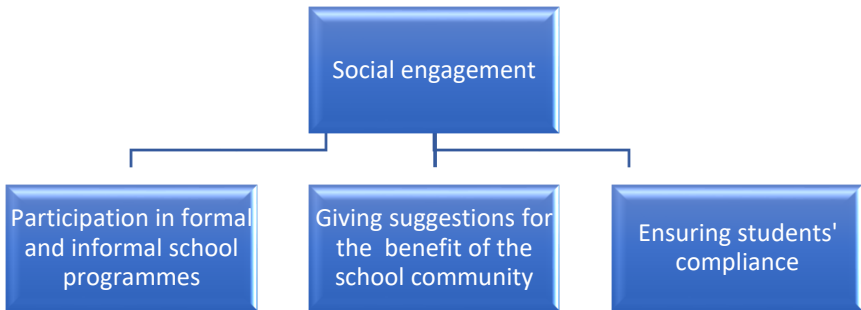 Social engagement
Participation in formal
and informal school
programmes
Giving suggestions for
the benefit of the
school community
Ensuring students'
compliance